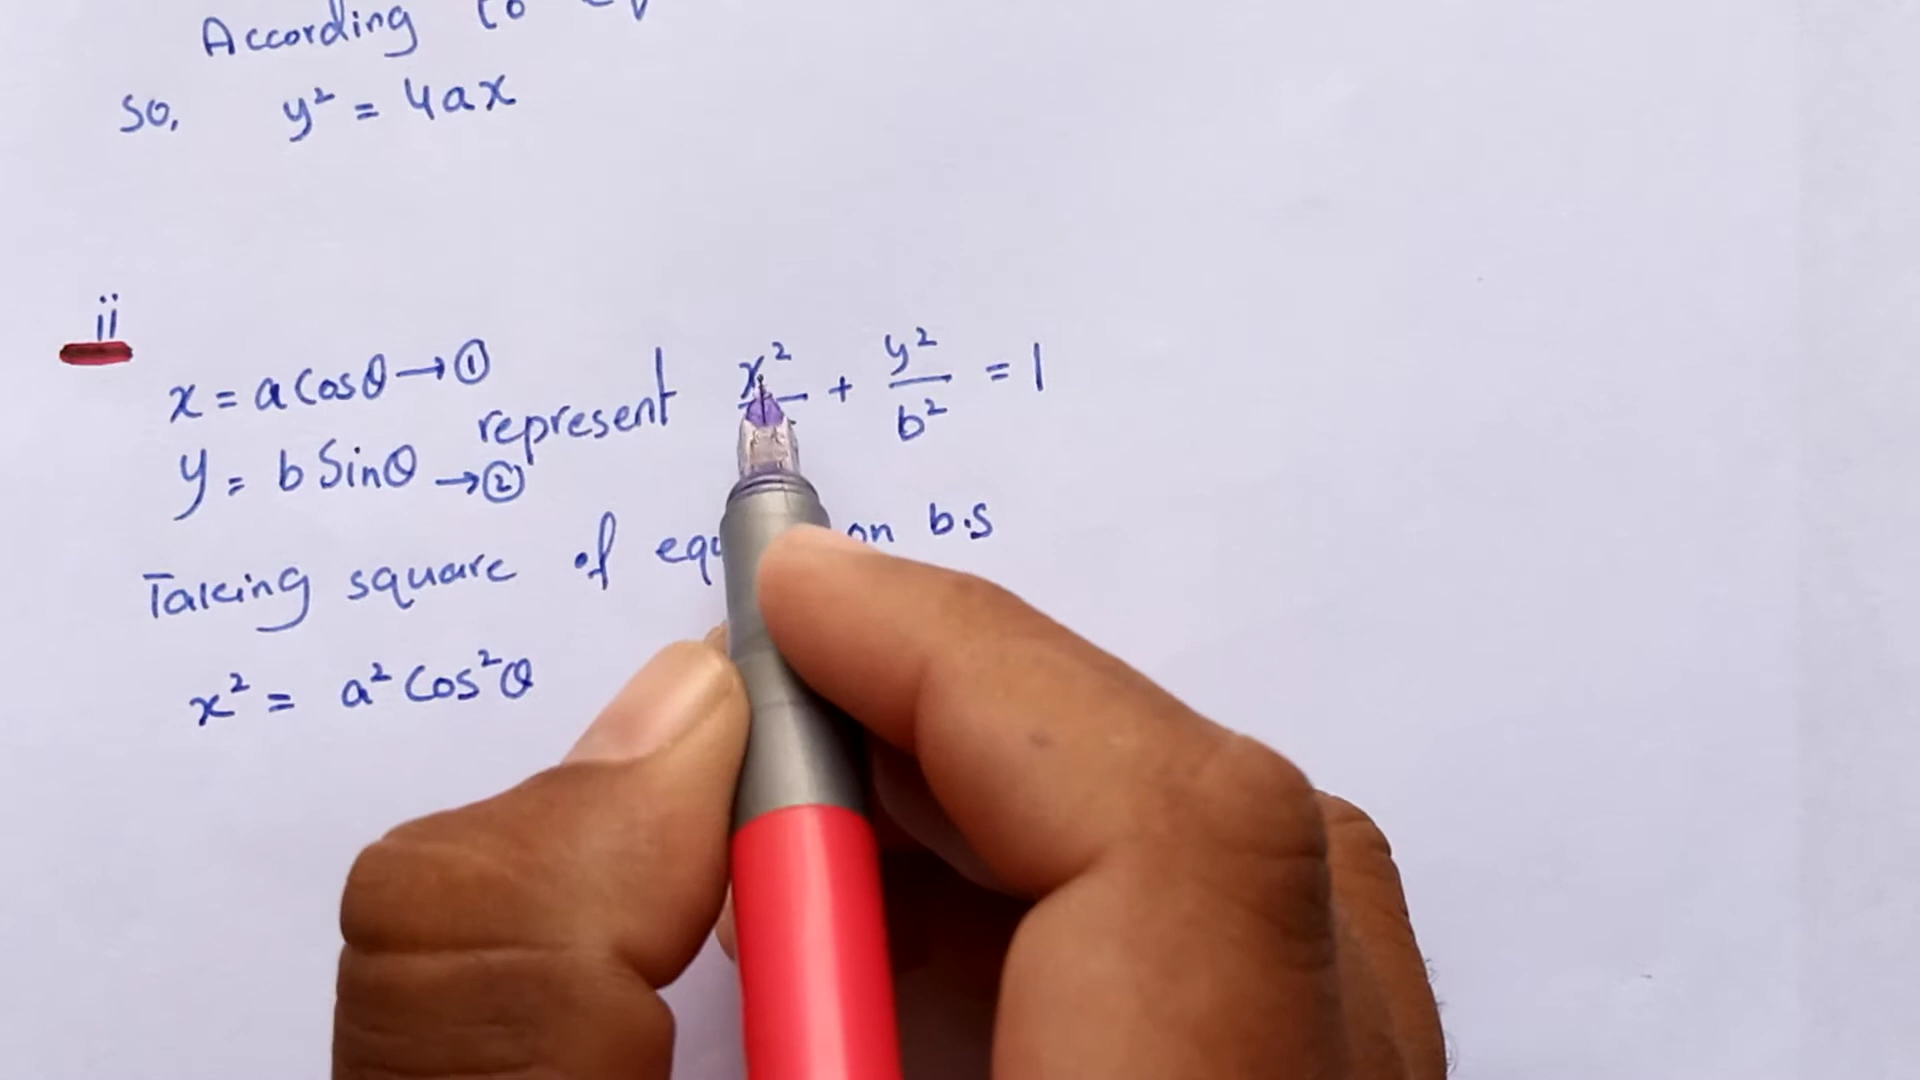 According to
So, y² = 4ax
ii
x = a Cosθ → ①
represent x² + y²/b² = 1
y = b Sinθ → ②
Taking square of on b.s
x² = a² Cos²θ